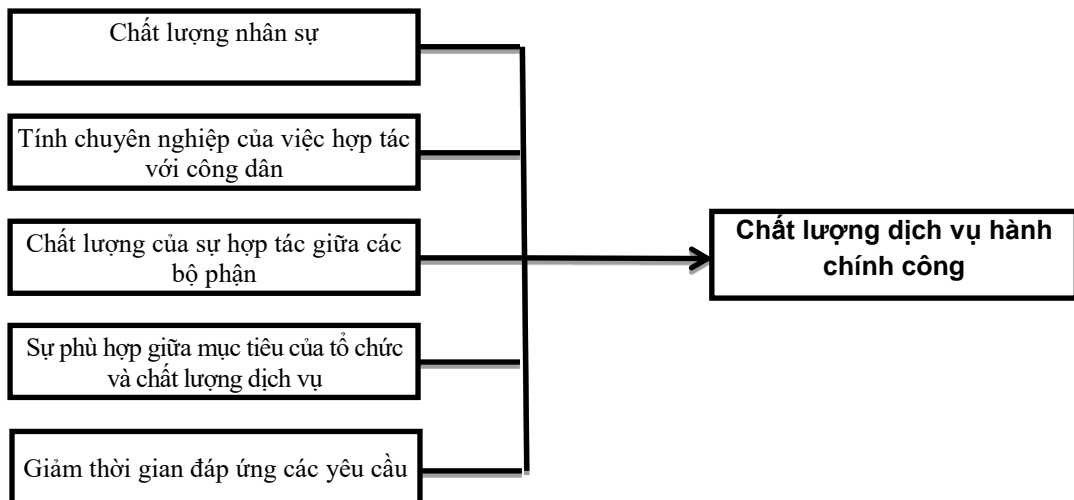 Chất lượng nhân sự
Tính chuyên nghiệp của việc hợp tác
với công dân
Chất lượng của sự hợp tác giữa các
bộ phận
Sự phù hợp giữa mục tiêu của tổ chức
và chất lượng dịch vụ
Giảm thời gian đáp ứng các yêu cầu
Chất lượng dịch vụ hành
chính công